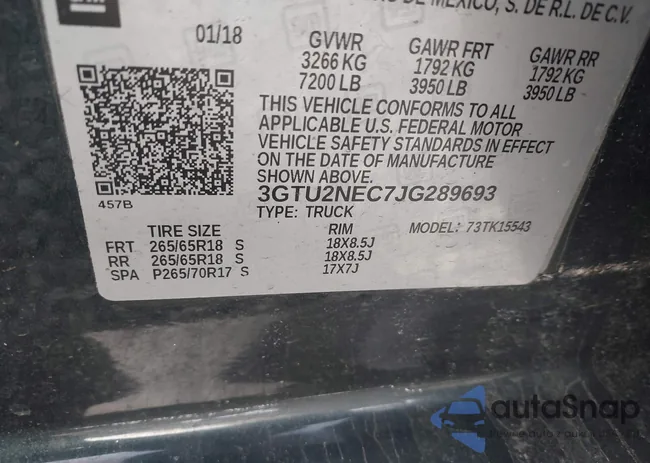 GM
DE MEXICO, S. DE R.L. DE C.V.
01/18 GVWR GAWR FRT GAWR RR
3266 KG 1792 KG 1792 KG
7200 LB 3950 LB 3950 LB
THIS VEHICLE CONFORMS TO ALL
APPLICABLE U.S. FEDERAL MOTOR
VEHICLE SAFETY STANDARDS IN EFFECT
ON THE DATE OF MANUFACTURE
SHOWN ABOVE.
457B
3GTU2NEC7JG289693
TYPE: TRUCK MODEL: 73TK15543
TIRE SIZE RIM
FRT 265/65R18 S 18X8.5J
RR 265/65R18 S 18X8.5J
SPA P265/70R17 S 17X7J
autoSnap